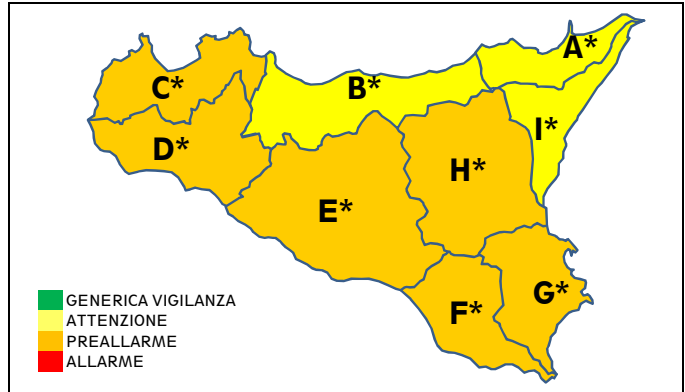 A*
B*
C*
I*
D*
H*
E*
G*
F*
GENERICA VIGILANZA
ATTENZIONE
PREALLARME
ALLARME